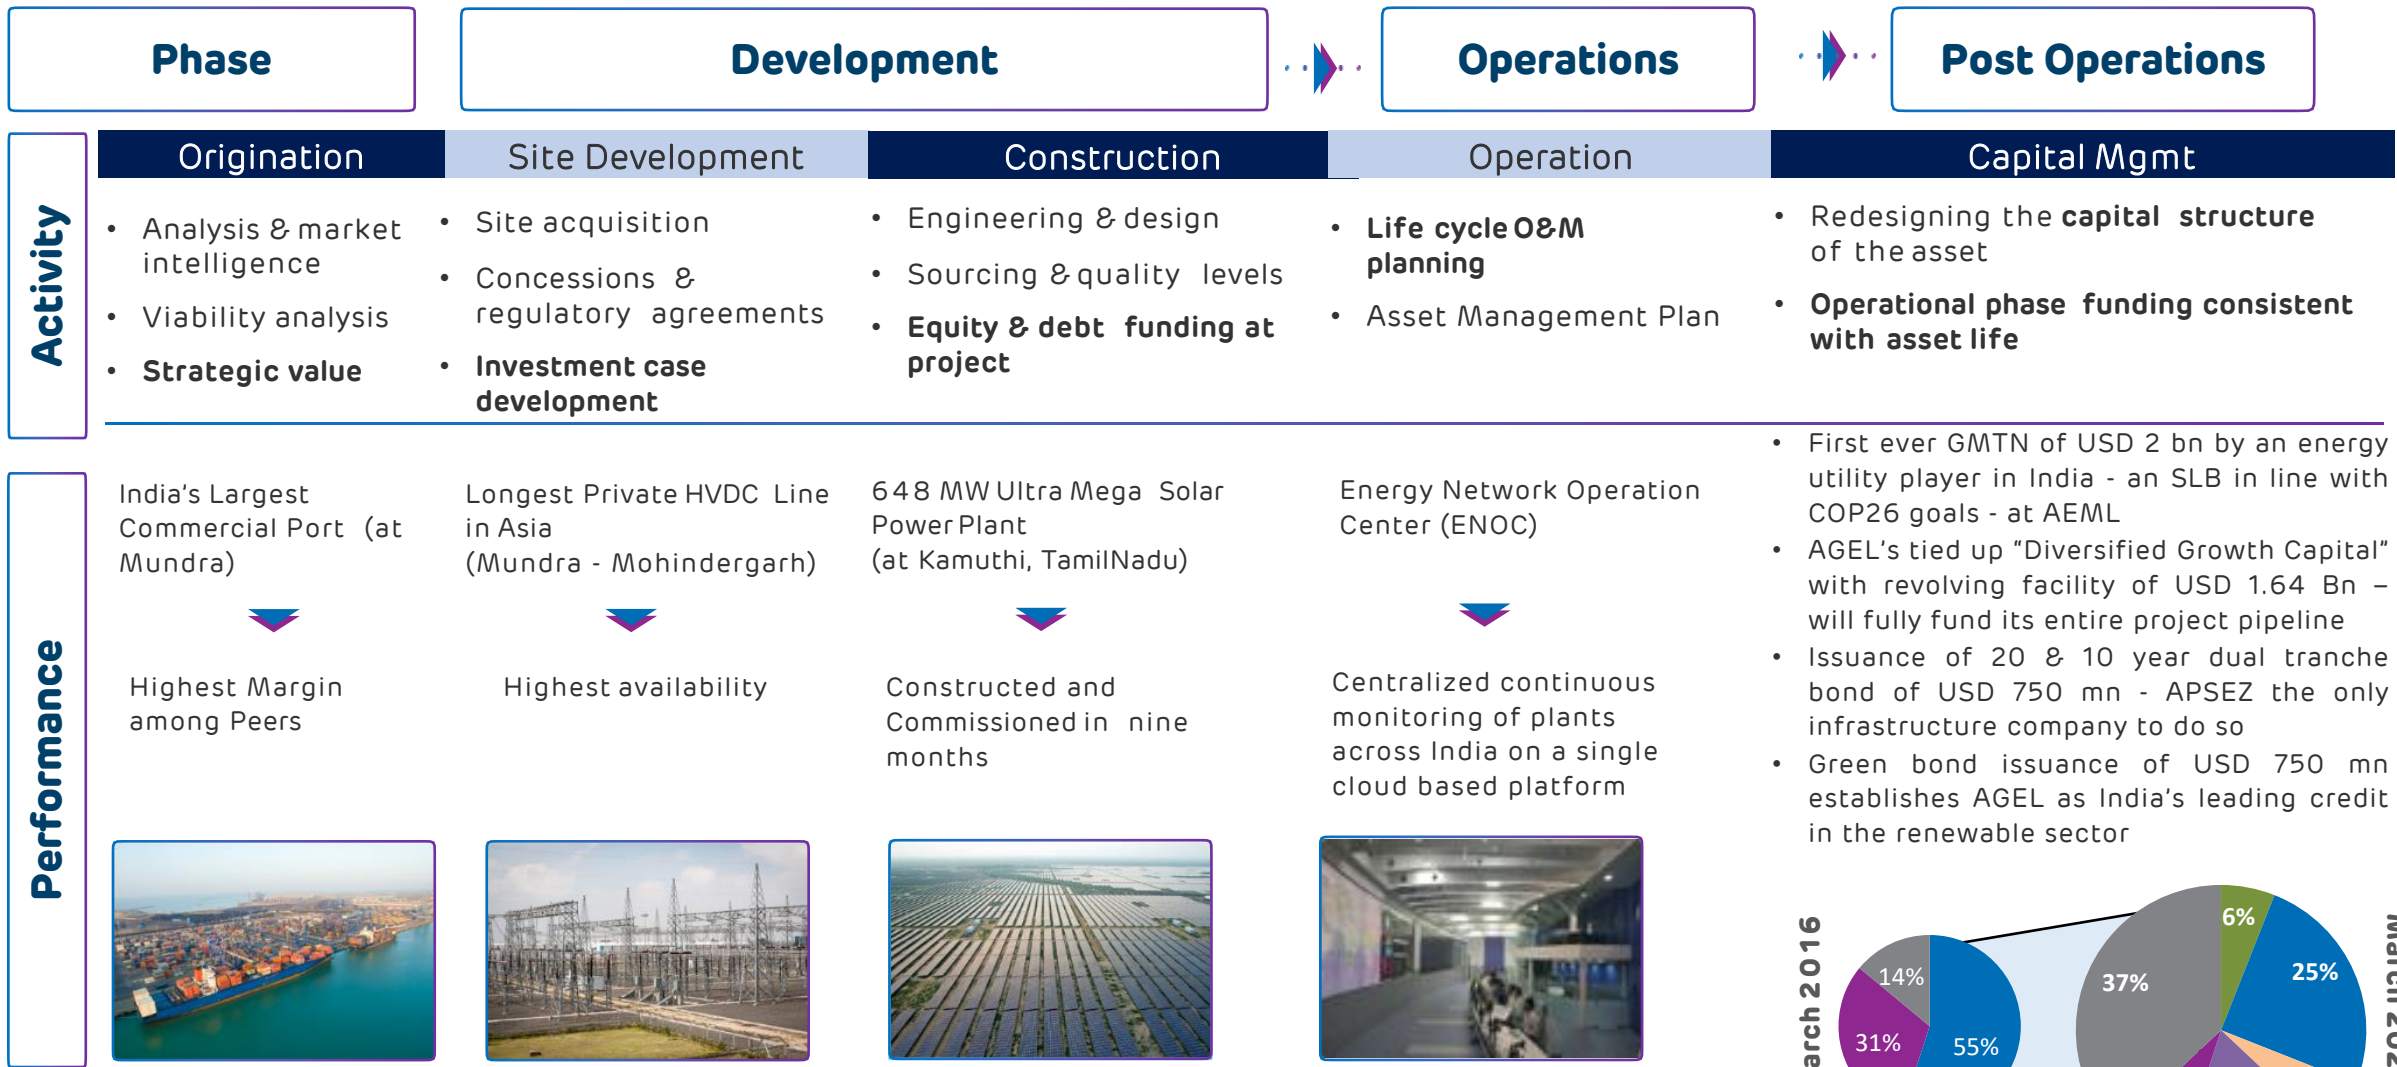 Phase
Development
Operations
Post Operations
Activity
Origination
Site Development
Construction
Operation
Capital Mgmt
• Analysis & market
intelligence
• Viability analysis
• Strategic value
• Site acquisition
• Concessions &
regulatory agreements
• Investment case
development
• Engineering & design
• Sourcing & quality levels
• Equity & debt funding at
project
• Life cycle O&M
planning
• Asset Management Plan
• Redesigning the capital structure
of the asset
• Operational phase funding consistent
with asset life
Performance
India's Largest
Commercial Port (at
Mundra)
Highest Margin
among Peers
Longest Private HVDC Line
in Asia
(Mundra - Mohindergarh)
Highest availability
648 MW Ultra Mega Solar
Power Plant
(at Kamuthi, TamilNadu)
Constructed and
Commissioned in nine
months
Energy Network Operation
Center (ENOC)
Centralized continuous
monitoring of plants
across India on a single
cloud based platform
• First ever GMTN of USD 2 bn by an energy
utility player in India - an SLB in line with
COP26 goals - at AEML
• AGEL's tied up "Diversified Growth Capital"
with revolving facility of USD 1.64 Bn –
will fully fund its entire project pipeline
• Issuance of 20 & 10 year dual tranche
bond of USD 750 mn - APSEZ the only
infrastructure company to do so
• Green bond issuance of USD 750 mn
establishes AGEL as India's leading credit
in the renewable sector
arch 2016
14%
31%
55%
6%
25%
37%
March 202